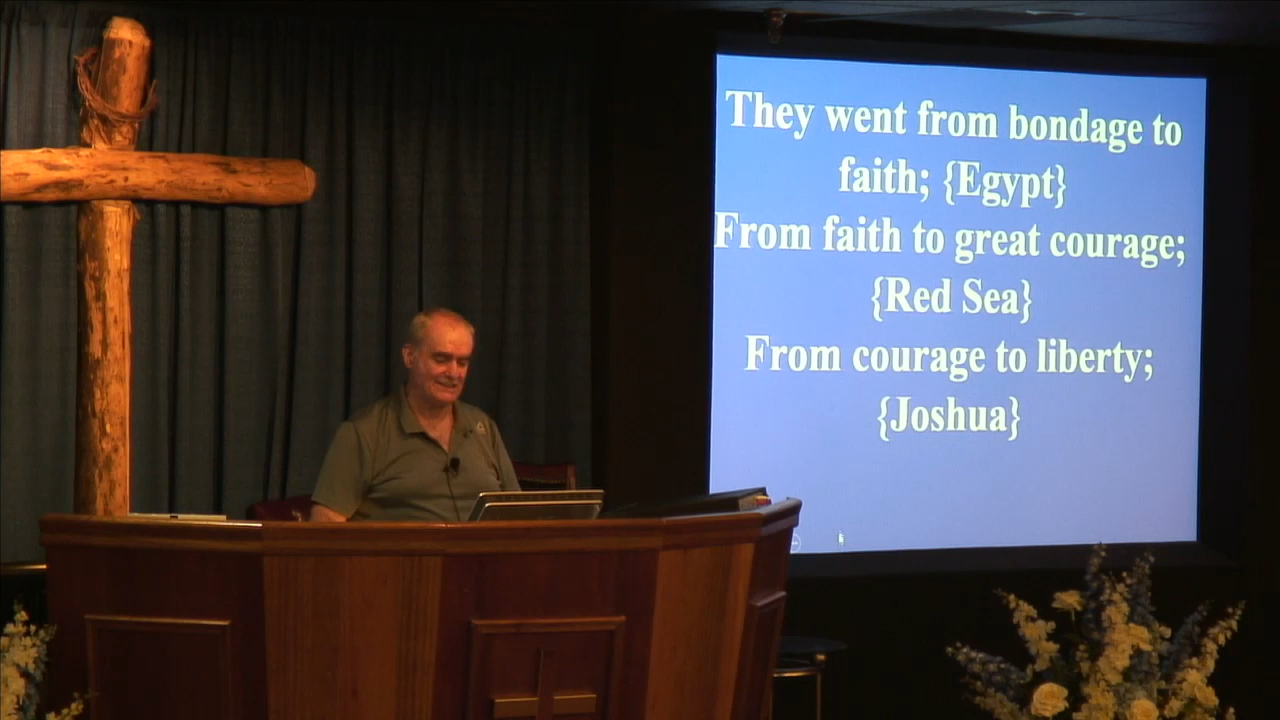 They went from bondage to
faith; {Egypt}
From faith to great courage;
{Red Sea}
From courage to liberty;
{Joshua}